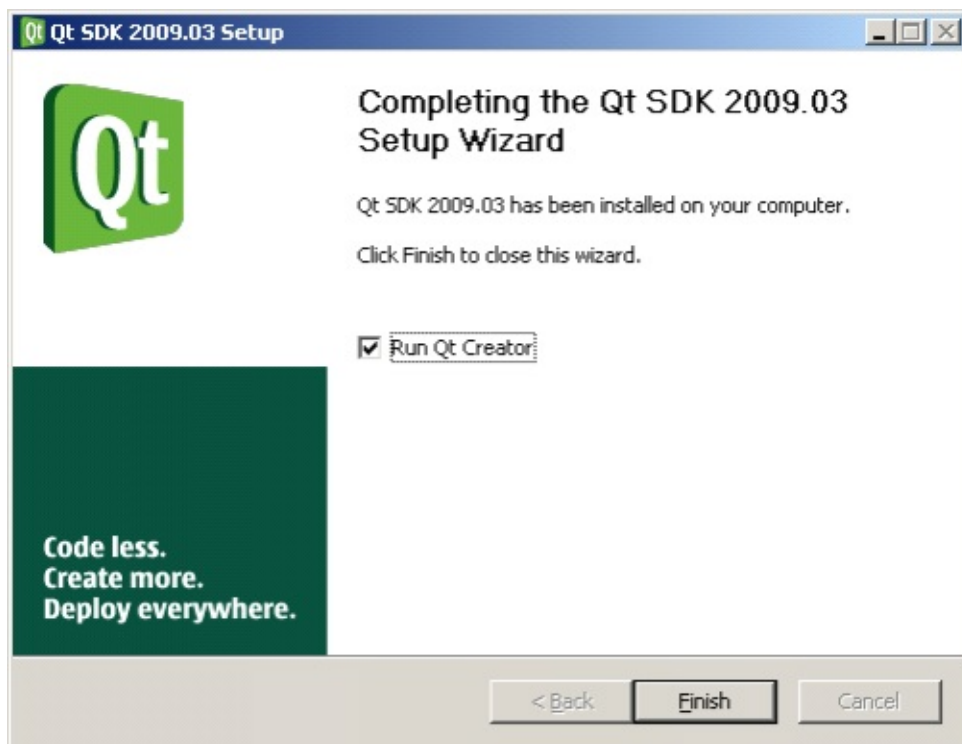 Qt Qt SDK 2009.03 Setup
Qt
Completing the Qt SDK 2009.03
Setup Wizard
Qt SDK 2009.03 has been installed on your computer.
Click Finish to close this wizard.
Run Qt Creator
Code less.
Create more.
Deploy everywhere.
< Back Finish Cancel